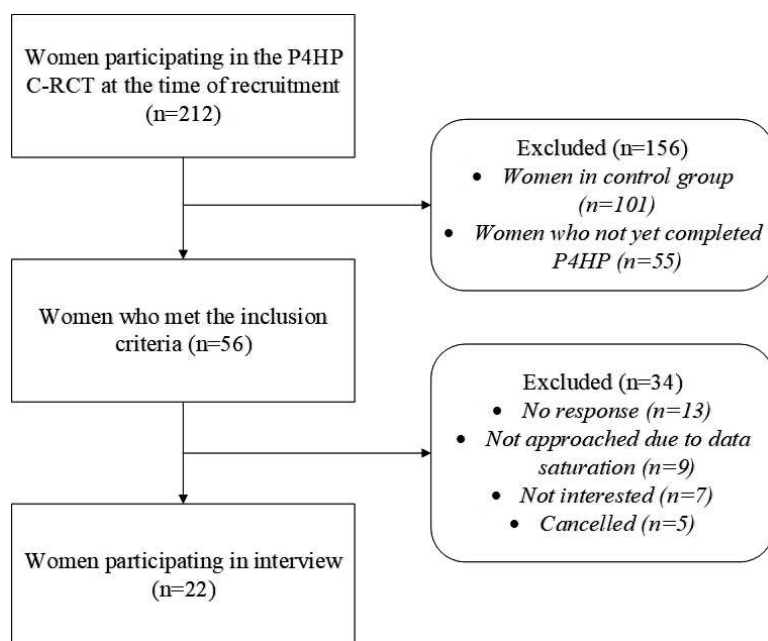 Women participating in the P4HP
C-RCT at the time of recruitment
(n=212)
Excluded (n=156)
• Women in control group
(n=101)
• Women who not yet completed
P4HP (n=55)
Women who met the inclusion
criteria (n=56)
Excluded (n=34)
• No response (n=13)
• Not approached due to data
saturation (n=9)
• Not interested (n=7)
• Cancelled (n=5)
Women participating in interview
(n=22)